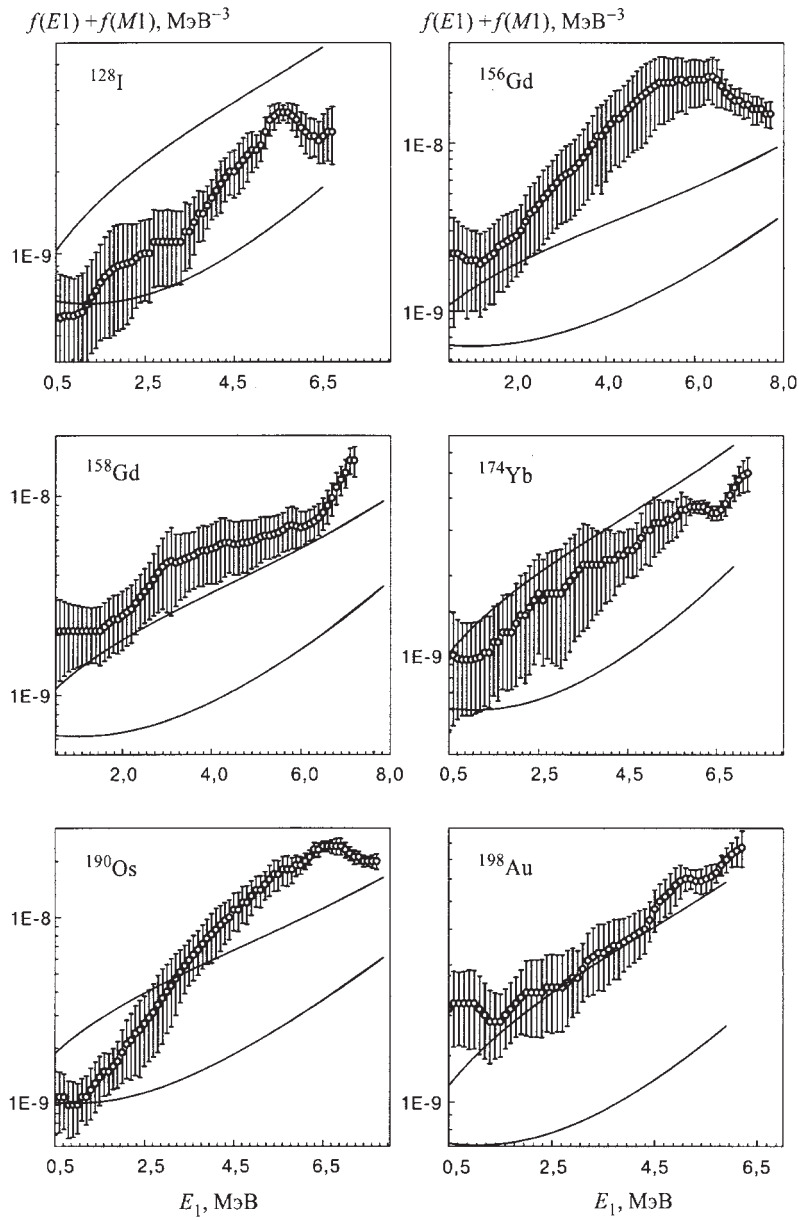 f(E1) + f(M1), МэВ⁻³ f(E1) + f(M1), МэВ⁻³
¹²⁸I ¹⁵⁶Gd
1E-8
1E-9
1E-9
0,5 2,5 4,5 6,5 2,0 4,0 6,0 8,0
¹⁵⁸Gd ¹⁷⁴Yb
1E-8
1E-9
1E-9
2,0 4,0 6,0 8,0 0,5 2,5 4,5 6,5
¹⁹⁰Os ¹⁹⁸Au
1E-8
1E-9 1E-9
0,5 2,5 4,5 6,5 0,5 2,5 4,5 6,5
E₁, МэВ E₁, МэВ